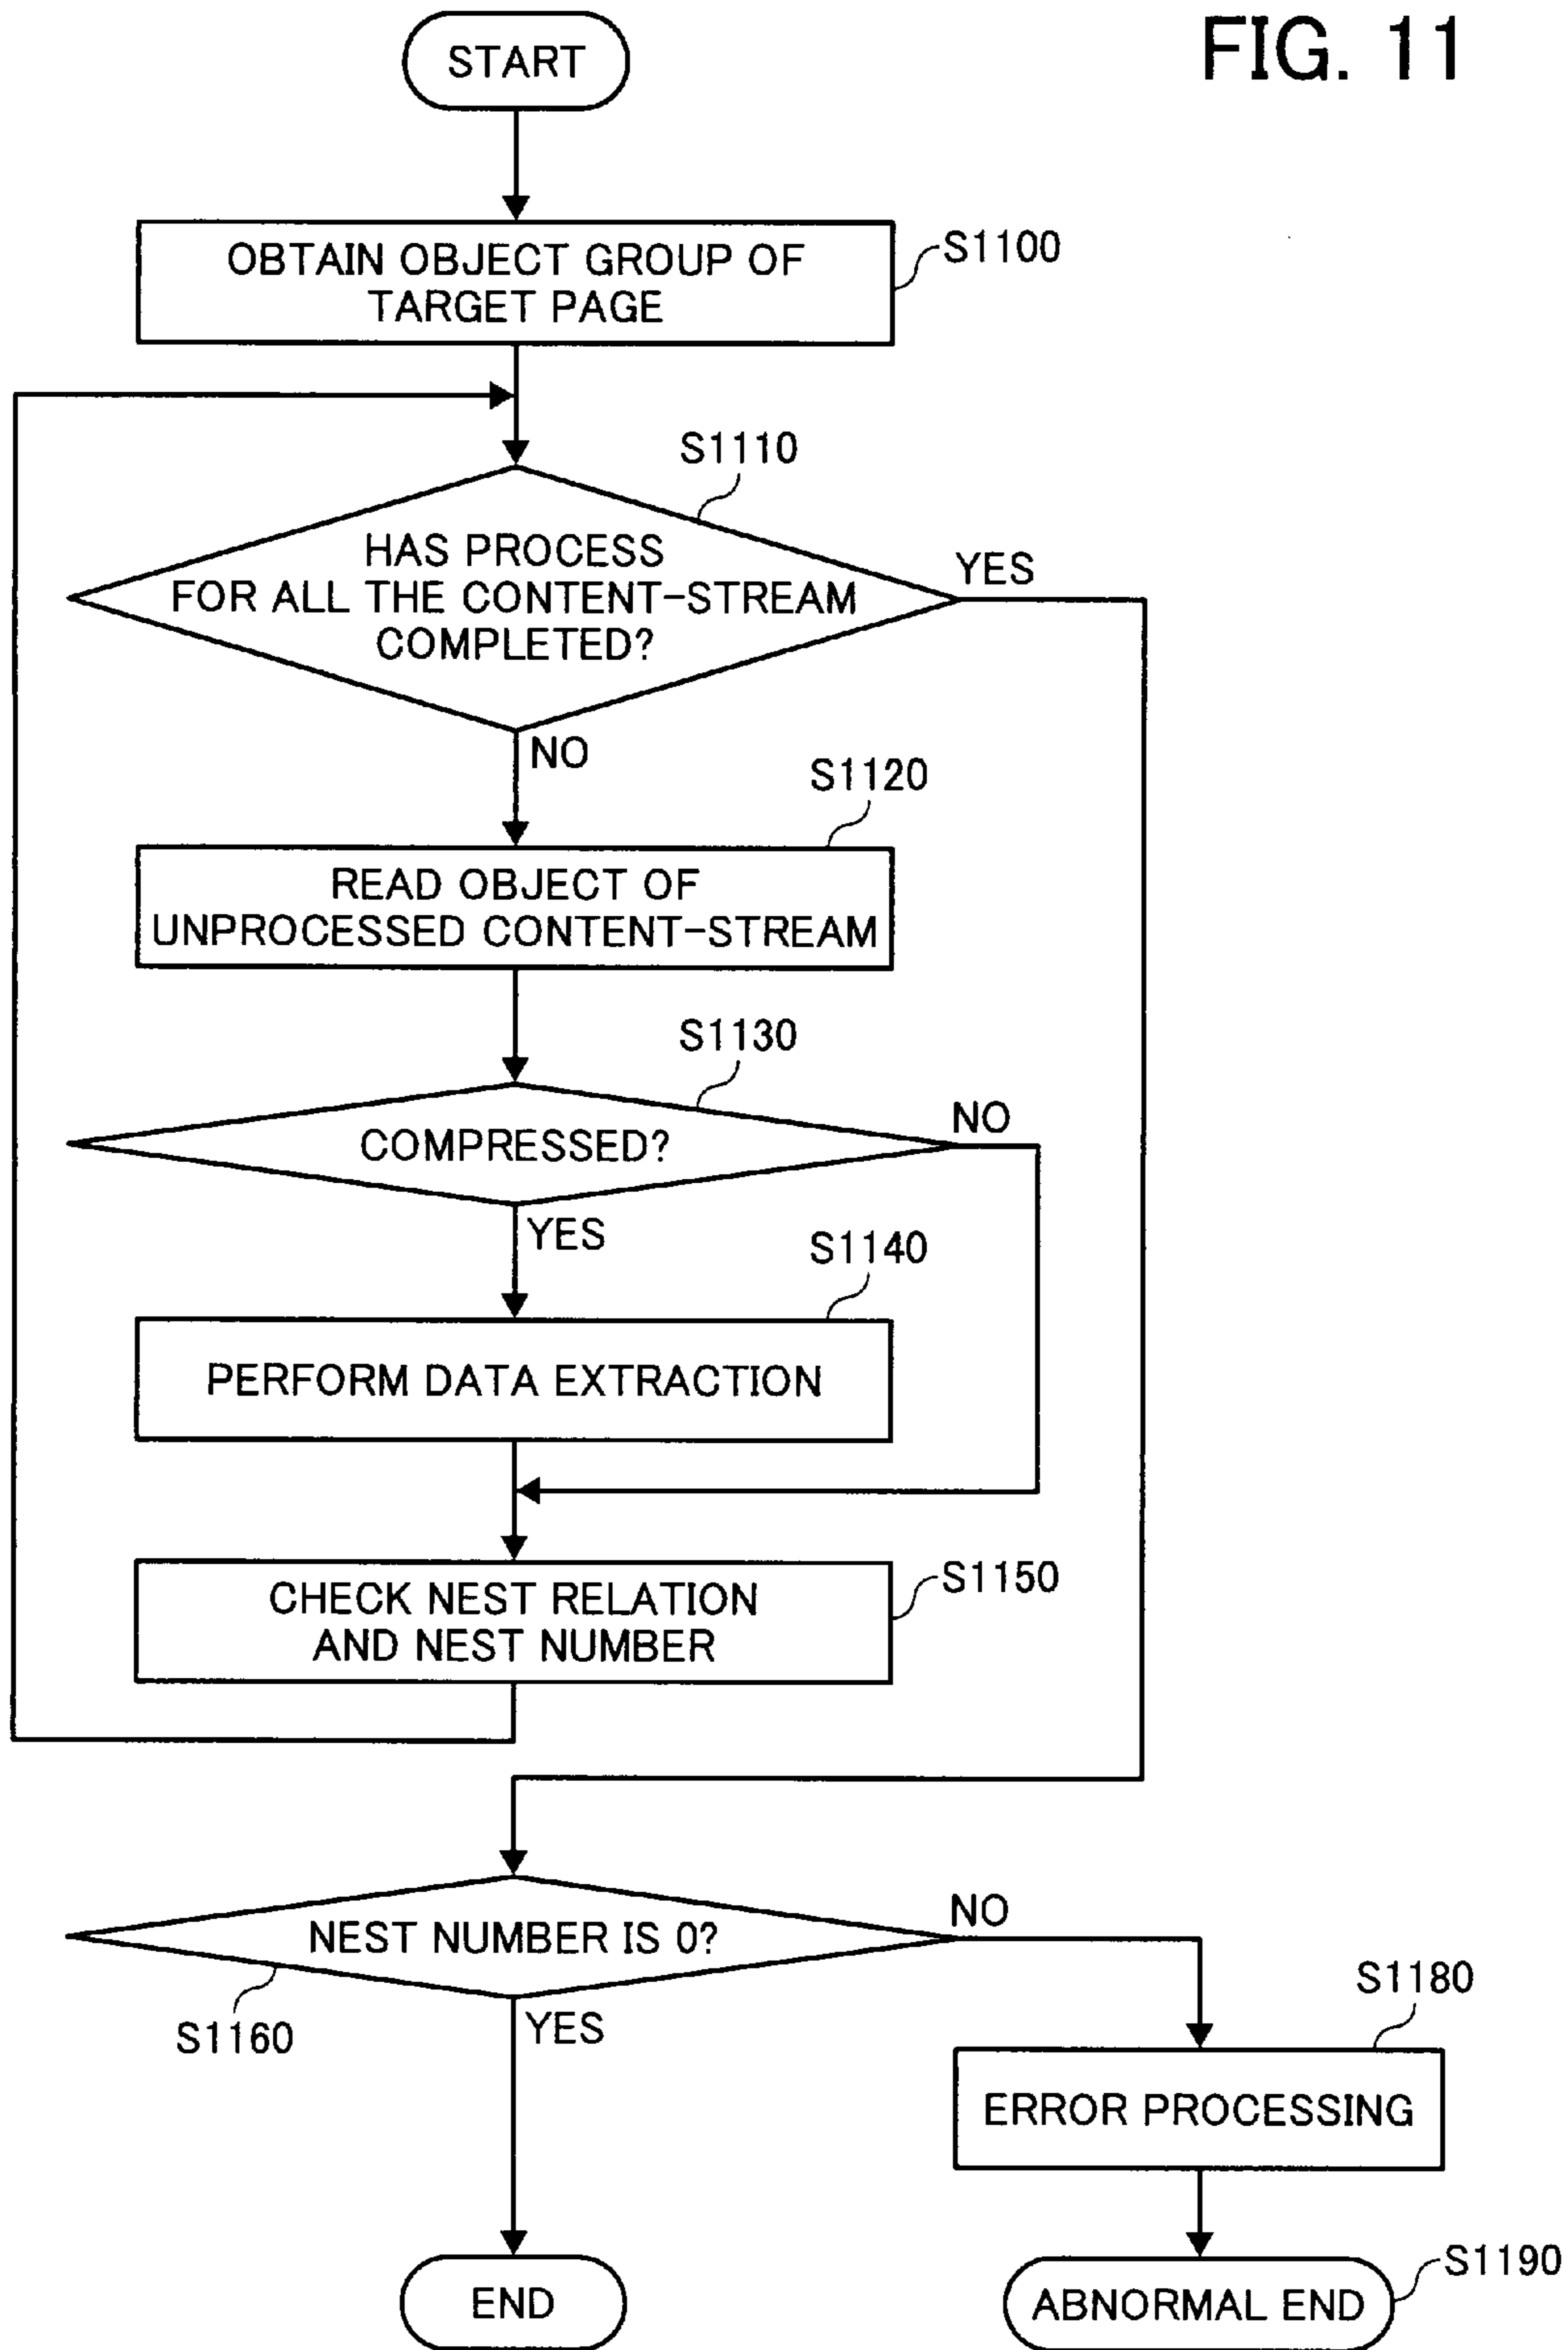 FIG. 11
START
OBTAIN OBJECT GROUP OF
TARGET PAGE
S1100
S1110
HAS PROCESS
FOR ALL THE CONTENT-STREAM
COMPLETED?
YES
NO
S1120
READ OBJECT OF
UNPROCESSED CONTENT-STREAM
S1130
COMPRESSED?
NO
YES
S1140
PERFORM DATA EXTRACTION
CHECK NEST RELATION
AND NEST NUMBER
S1150
NEST NUMBER IS 0?
NO
S1160
YES
S1180
ERROR PROCESSING
END
ABNORMAL END
S1190